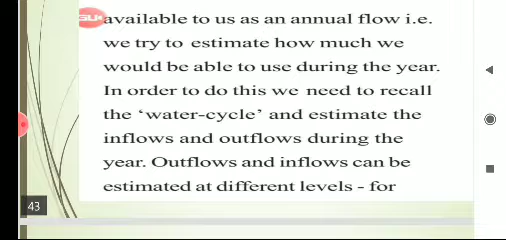 available to us as an annual flow i.e.
we try to estimate how much we
would be able to use during the year.
In order to do this we need to recall
the ‘water-cycle’ and estimate the
inflows and outflows during the
year. Outflows and inflows can be
estimated at different levels - for
43